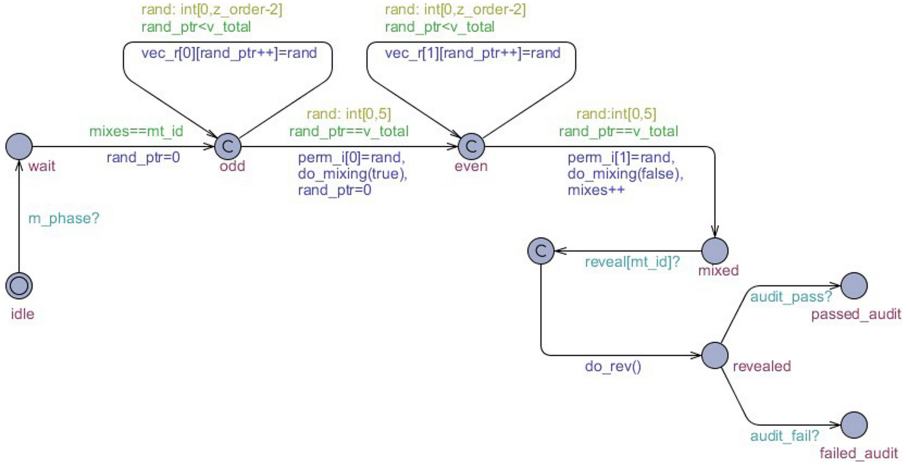 rand: int[0,z_order-2]
rand_ptr<v_total
vec_r[0][rand_ptr++]=rand
rand: int[0,z_order-2]
rand_ptr<v_total
vec_r[1][rand_ptr++]=rand
mixes==mt_id
rand_ptr=0
wait
C
odd
rand: int[0,5]
rand_ptr==v_total
perm_i[0]=rand,
do_mixing(true),
rand_ptr=0
C
even
rand:int[0,5]
rand_ptr==v_total
perm_i[1]=rand,
do_mixing(false),
mixes++
m_phase?
idle
C
reveal[mt_id]?
mixed
do_rev()
revealed
audit_pass?
passed_audit
audit_fail?
failed_audit